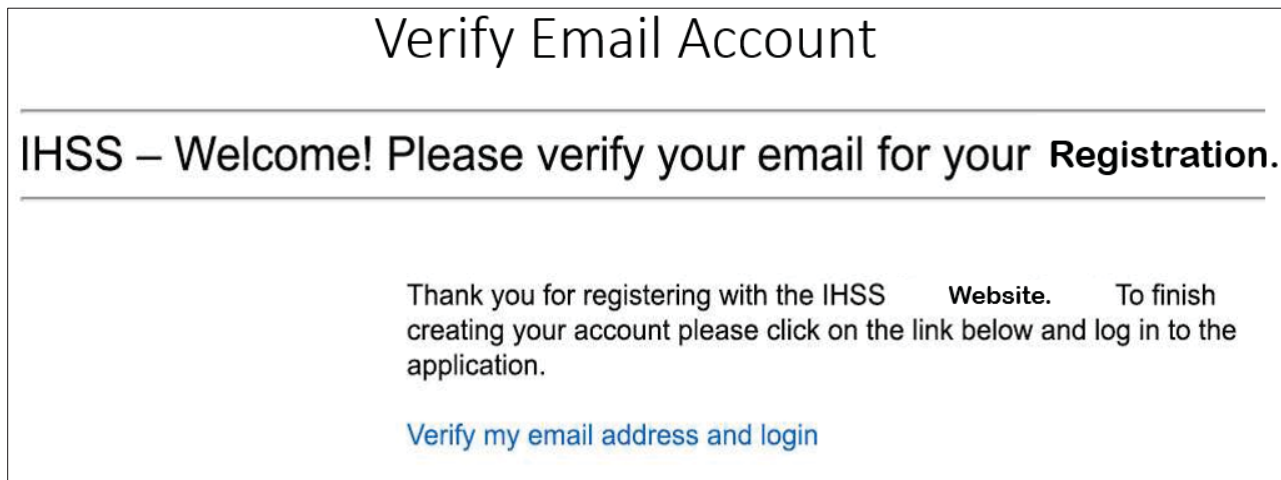 Verify Email Account
IHSS – Welcome! Please verify your email for your Registration.
Thank you for registering with the IHSS Website. To finish
creating your account please click on the link below and log in to the
application.
Verify my email address and login